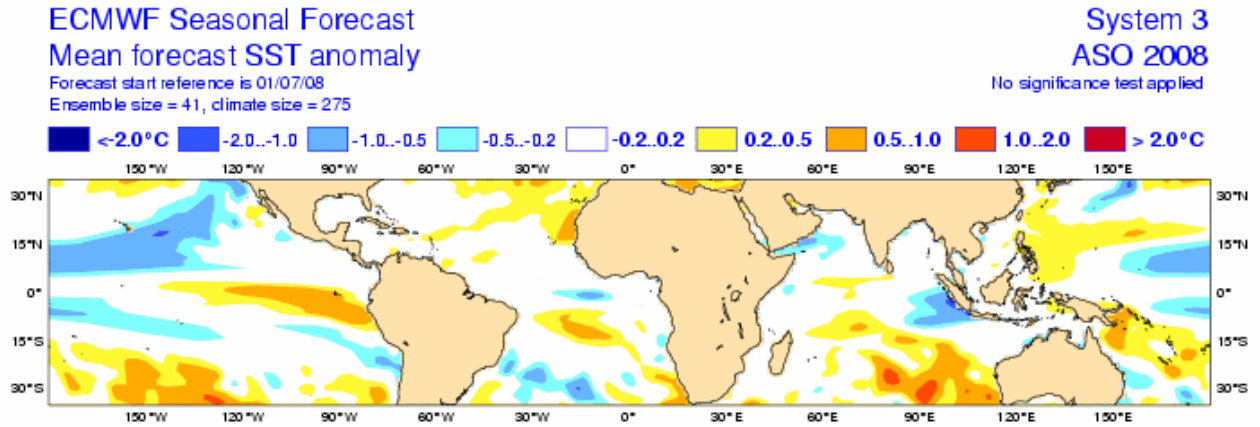 ECMWF Seasonal Forecast
System 3
Mean forecast SST anomaly
ASO 2008
Forecast start reference is 01/07/08
No significance test applied
Ensemble size = 41, climate size = 275
<-2.0°C -2.0..-1.0 -1.0..-0.5 -0.5..-0.2 -0.2..0.2 0.2..0.5 0.5..1.0 1.0..2.0 > 2.0°C
150°W 120°W 90°W 60°W 30°W 0° 30°E 60°E 90°E 120°E 150°E
30°N 30°N
15°N 15°N
0° 0°
15°S 15°S
30°S 30°S
150°W 120°W 90°W 60°W 30°W 0° 30°E 60°E 90°E 120°E 150°E